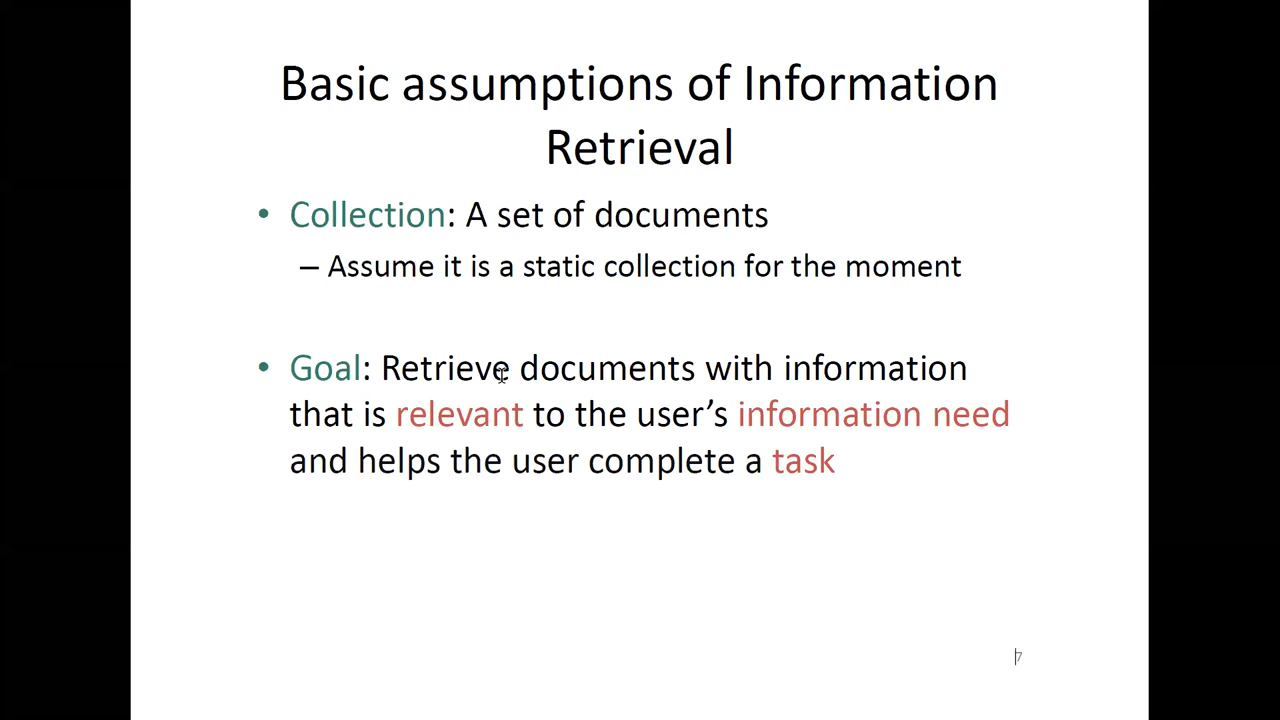 Basic assumptions of Information
Retrieval
• Collection: A set of documents
– Assume it is a static collection for the moment
• Goal: Retrieve documents with information
that is relevant to the user’s information need
and helps the user complete a task
7